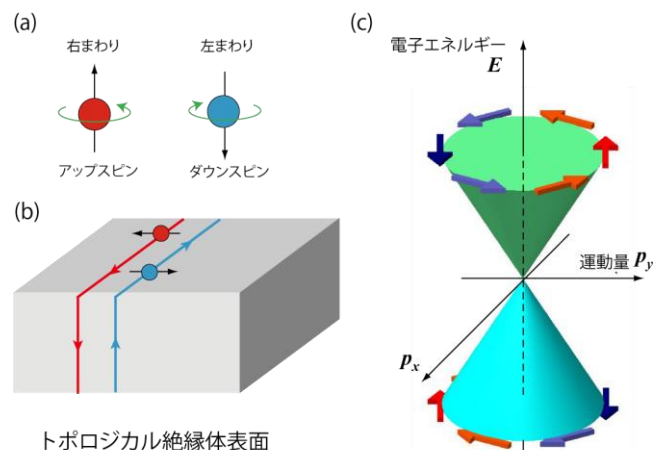 (a)
右まわり
左まわり
アップスピン
ダウンスピン
(b)
トポロジカル絶縁体表面
(c)
電子エネルギー
E
運動量 p_y
p_x